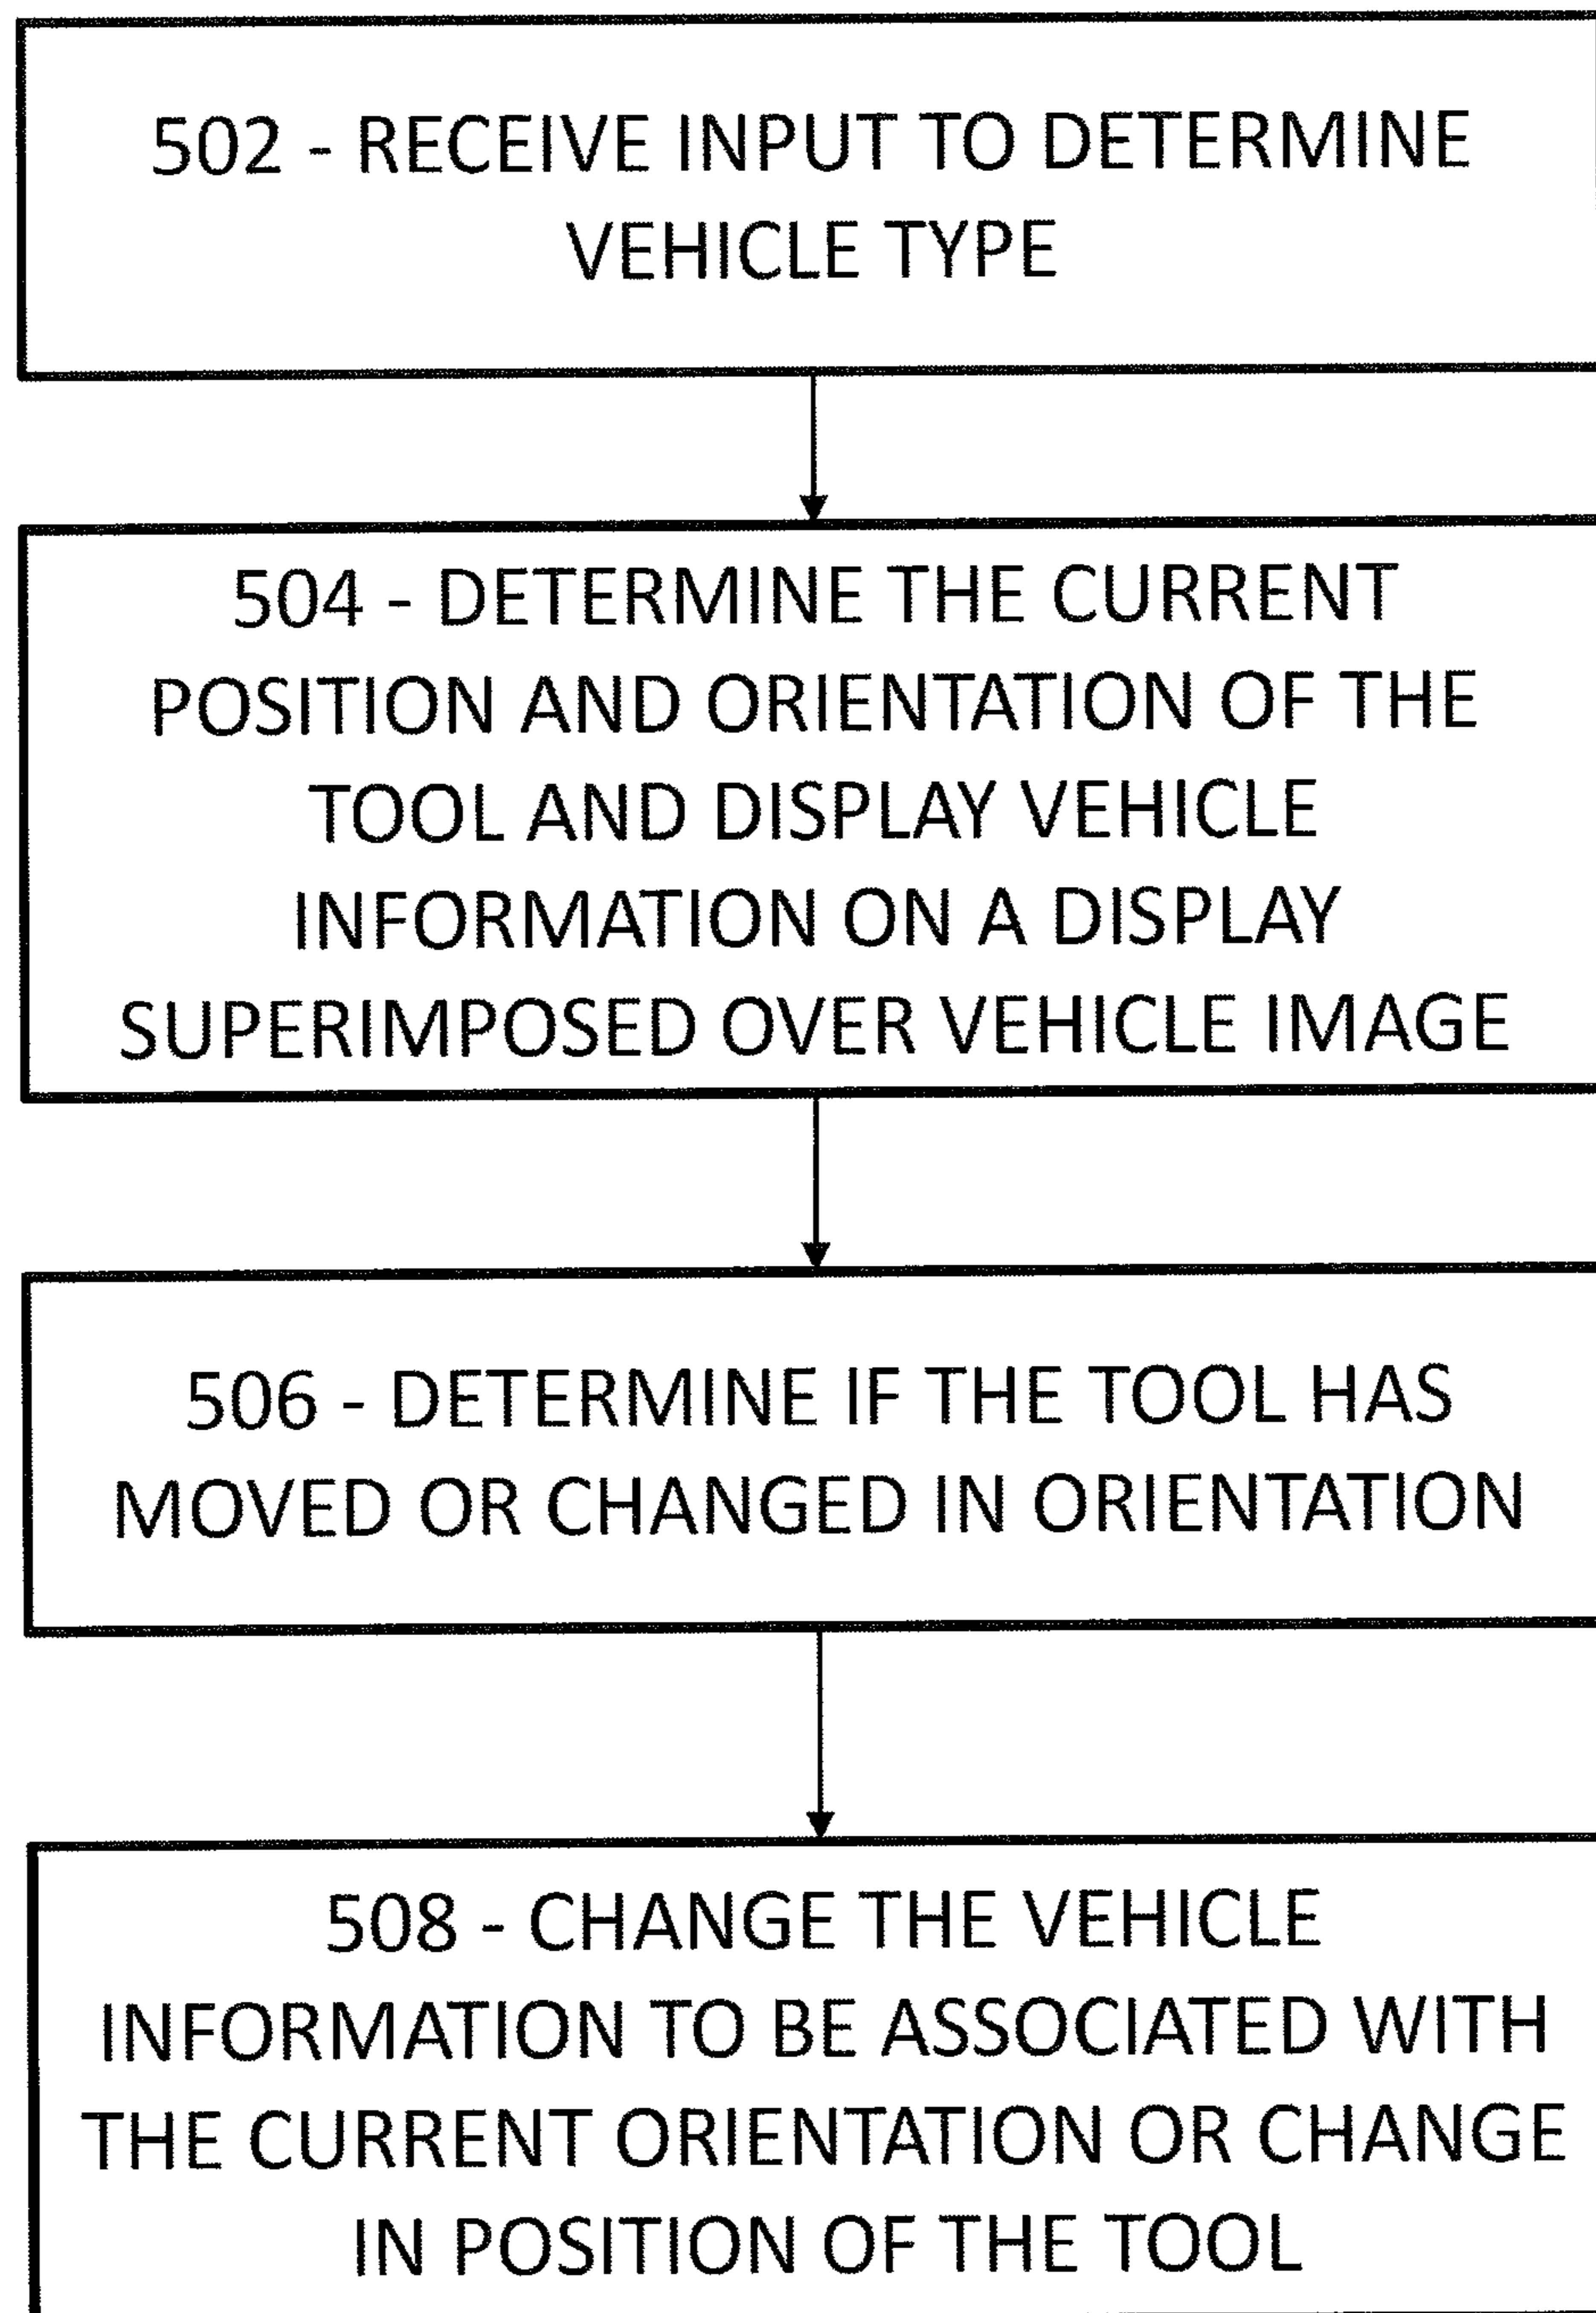 502 - RECEIVE INPUT TO DETERMINE
VEHICLE TYPE
504 - DETERMINE THE CURRENT
POSITION AND ORIENTATION OF THE
TOOL AND DISPLAY VEHICLE
INFORMATION ON A DISPLAY
SUPERIMPOSED OVER VEHICLE IMAGE
506 - DETERMINE IF THE TOOL HAS
MOVED OR CHANGED IN ORIENTATION
508 - CHANGE THE VEHICLE
INFORMATION TO BE ASSOCIATED WITH
THE CURRENT ORIENTATION OR CHANGE
IN POSITION OF THE TOOL